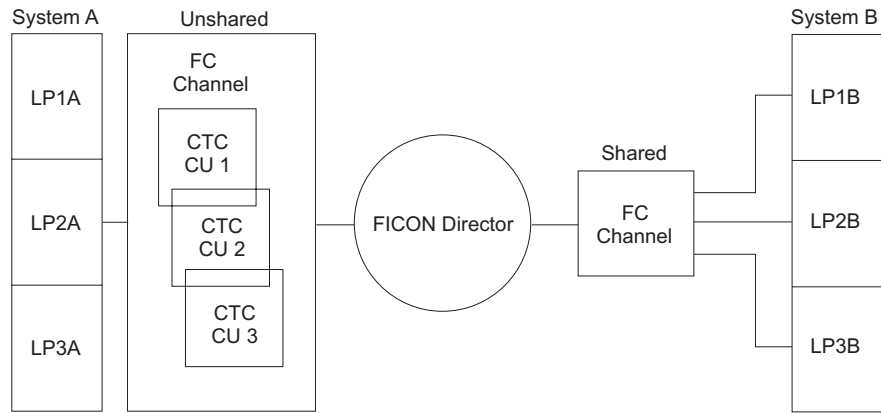 System A
Unshared
System B
FC
Channel
LP1A
LP1B
CTC
CU 1
Shared
LP2A
CTC
CU 2
FICON Director
FC
Channel
LP2B
CTC
CU 3
LP3A
LP3B